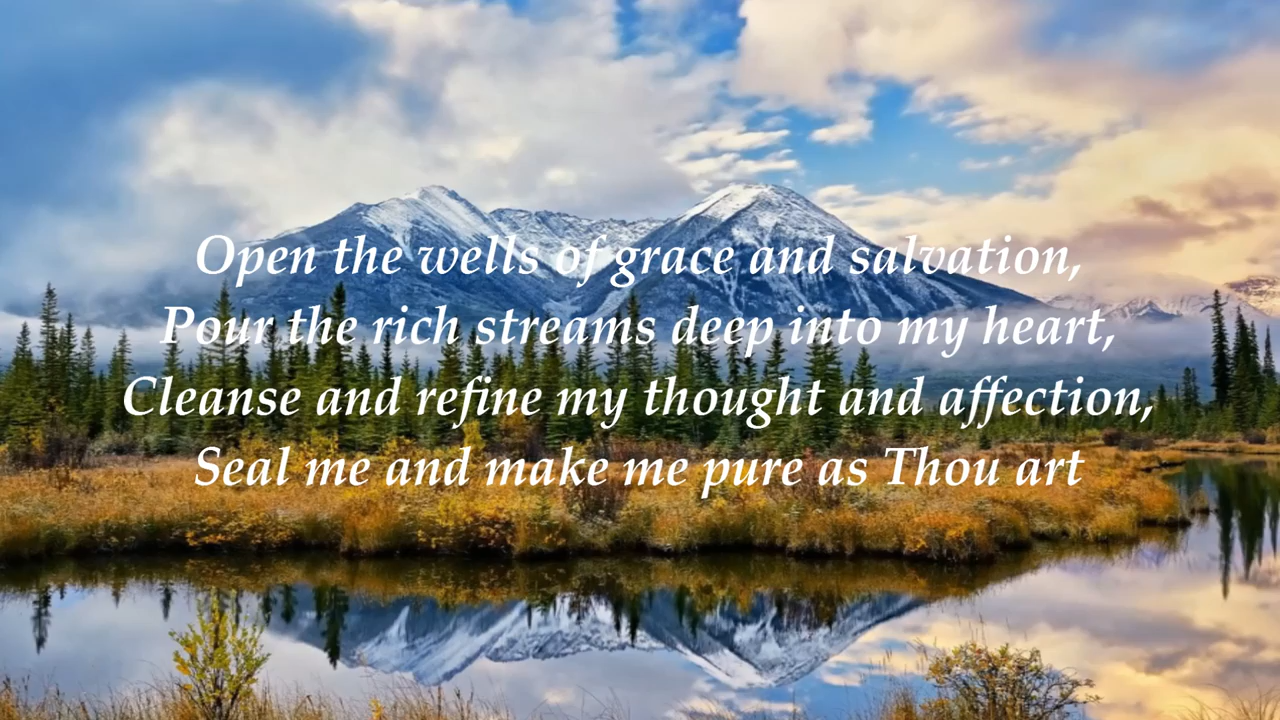 Open the wells of grace and salvation,
Pour the rich streams deep into my heart,
Cleanse and refine my thought and affection,
Seal me and make me pure as Thou art